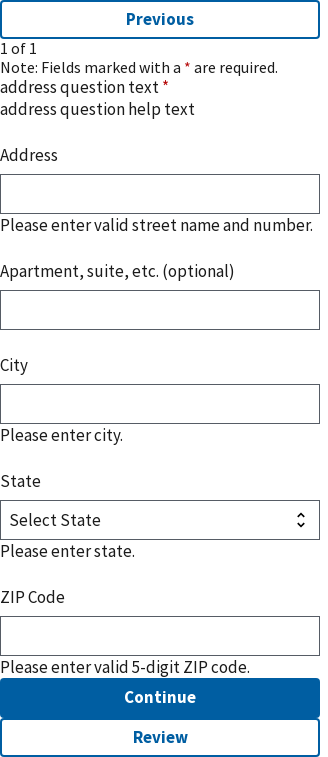 Previous
1 of 1
Note: Fields marked with a * are required.
address question text *
address question help text
Address
Please enter valid street name and number.
Apartment, suite, etc. (optional)
City
Please enter city.
State
Select State
Please enter state.
ZIP Code
Please enter valid 5-digit ZIP code.
Continue
Review